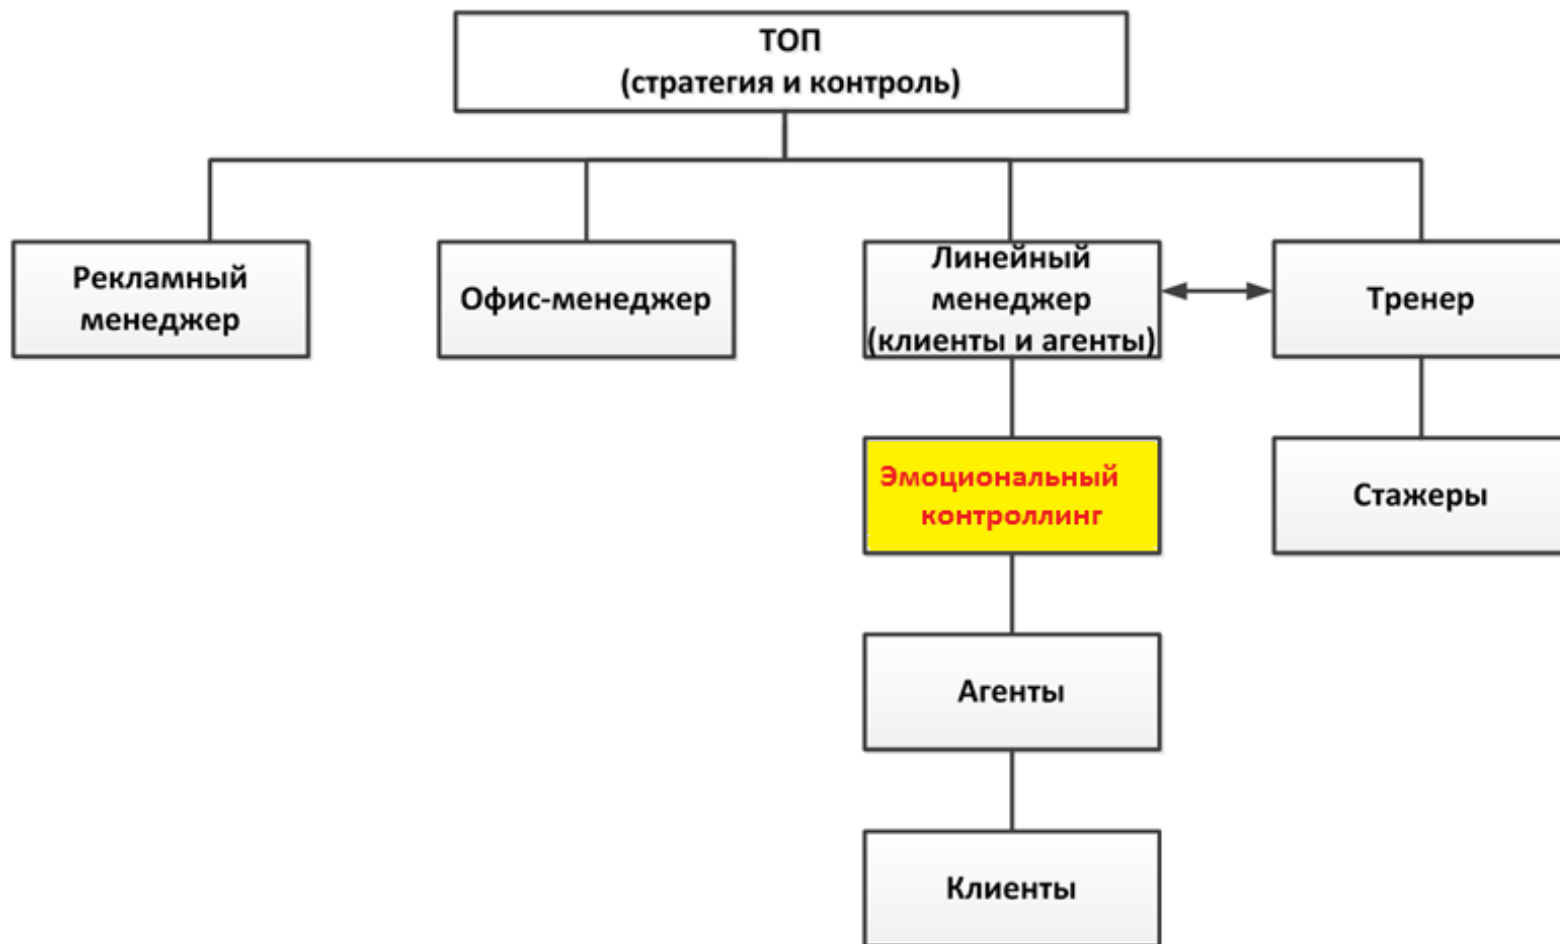 ТОП
(стратегия и контроль)
Рекламный
менеджер
Офис-менеджер
Линейный
менеджер
(клиенты и агенты)
Тренер
Эмоциональный
контроллинг
Стажеры
Агенты
Клиенты